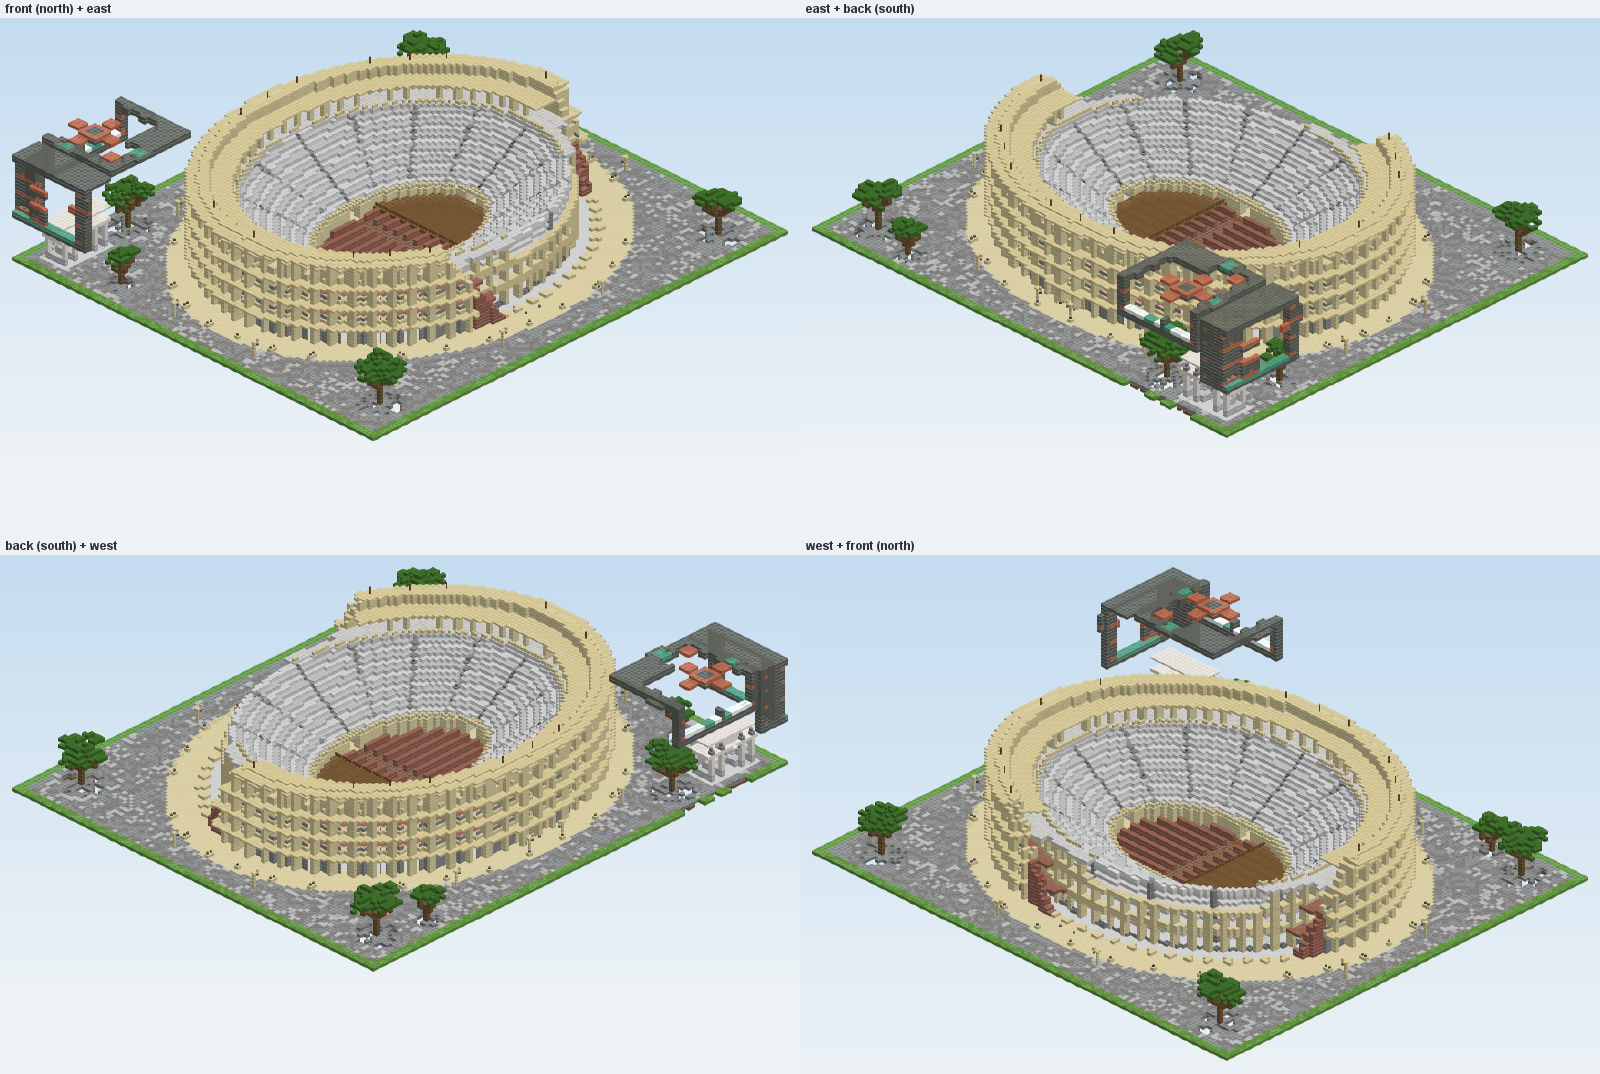 front (north) + east
east + back (south)
back (south) + west
west + front (north)